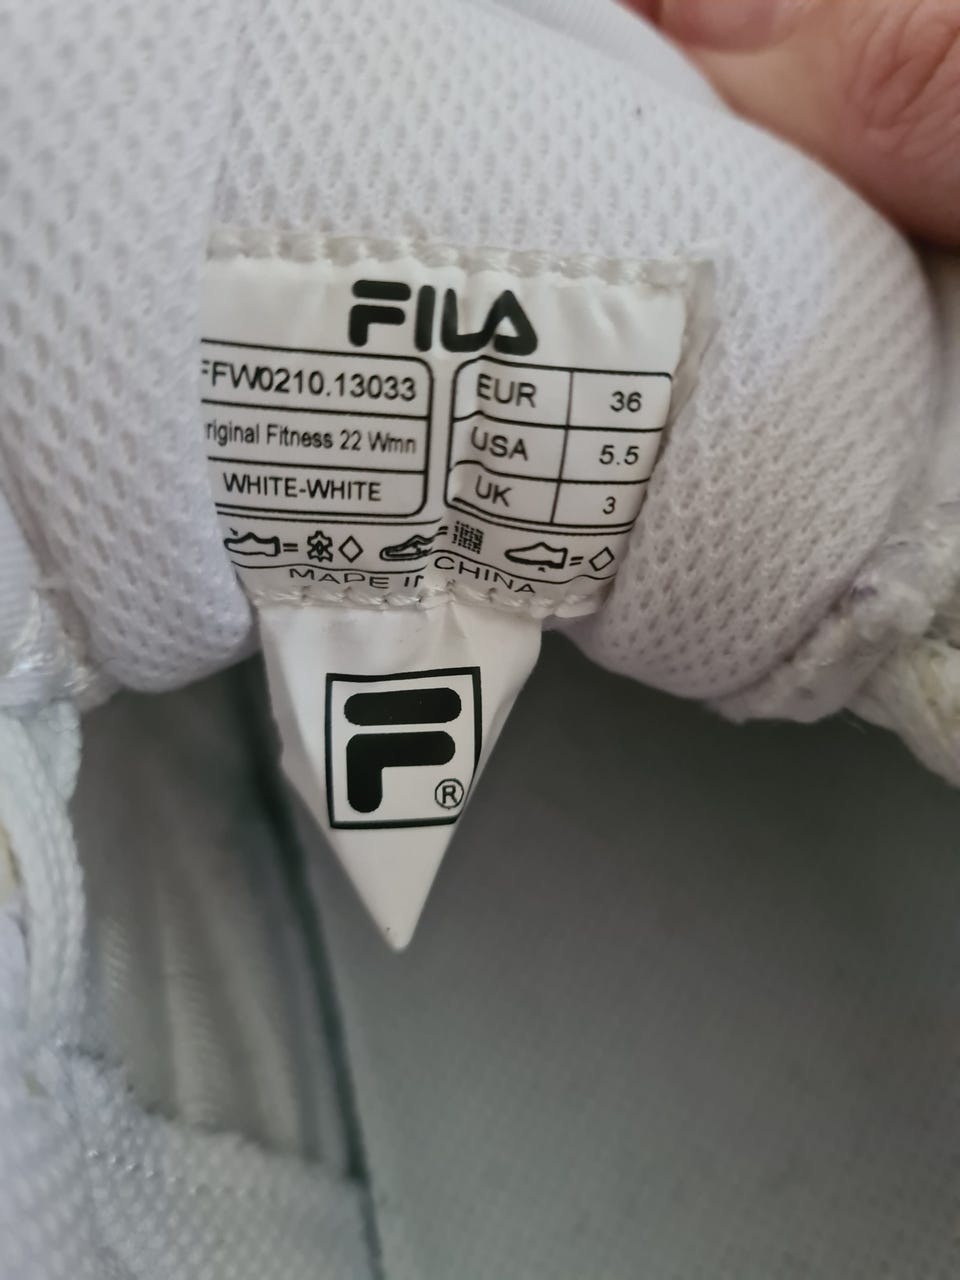 FILA
FFW0210.13033
riginal Fitness 22 Wmn
WHITE-WHITE
EUR 36
USA 5.5
UK 3
MADE IN CHINA
F
®